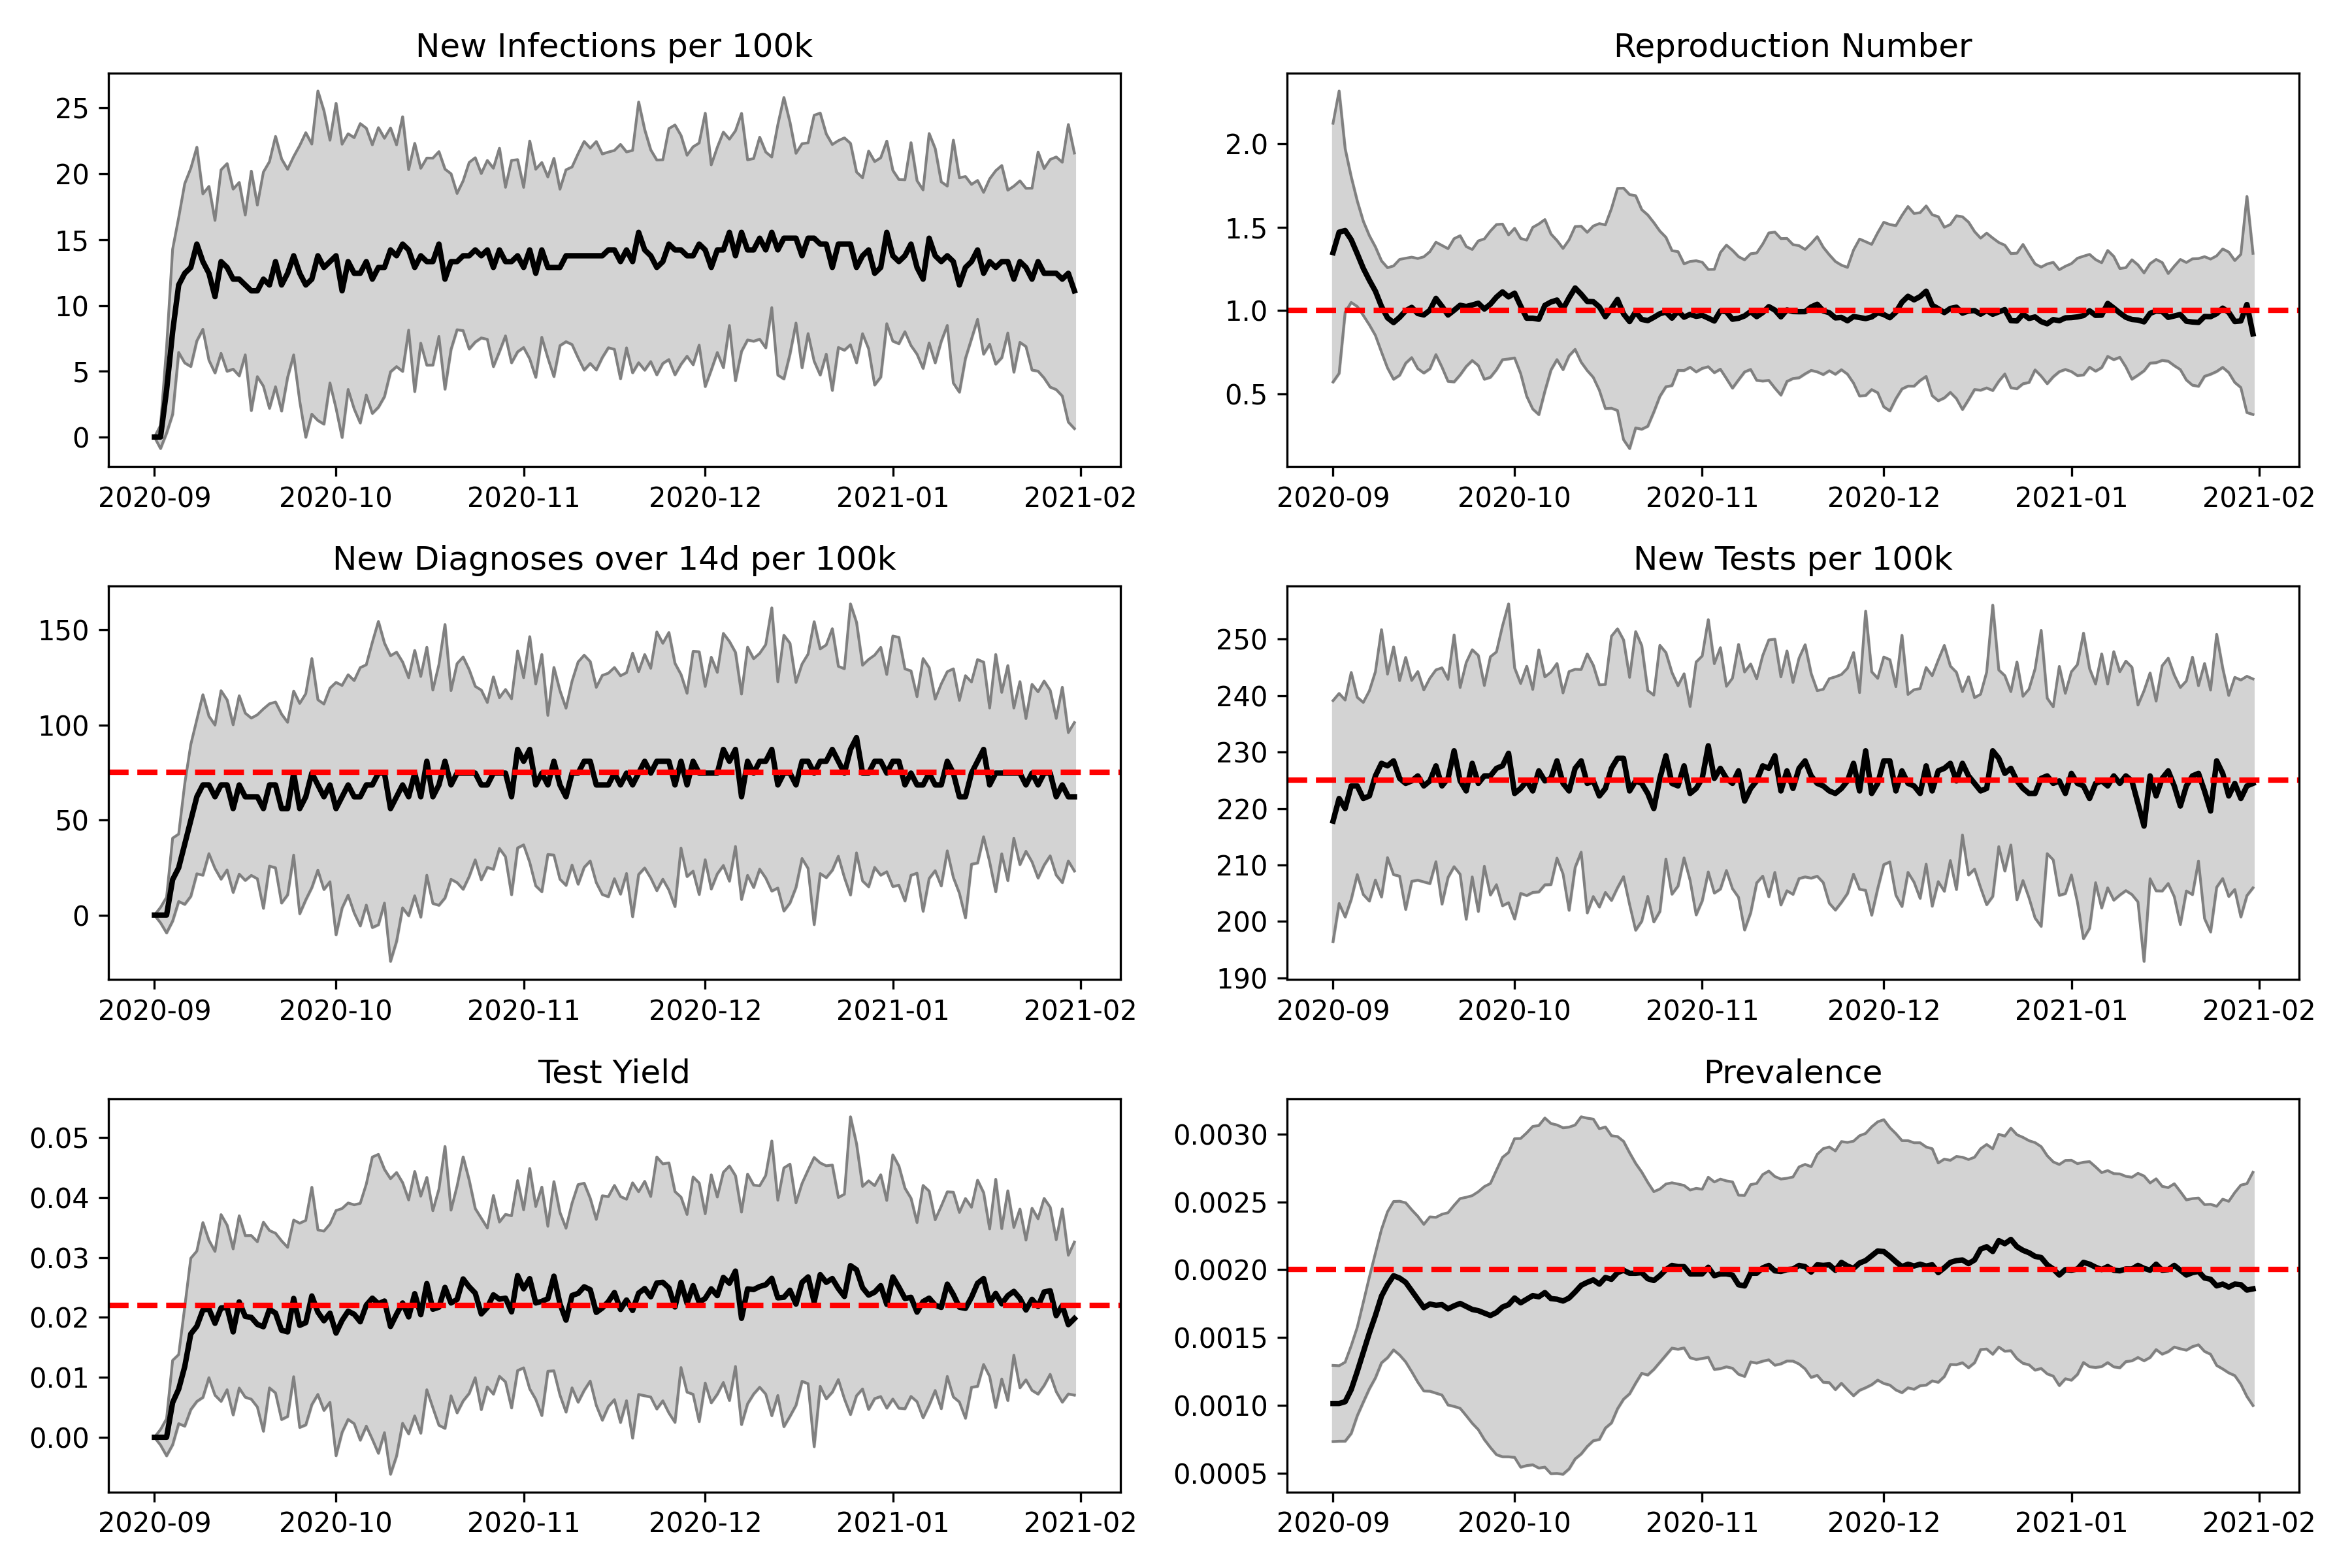 New Infections per 100k
25
20
15
10
5
0
2020-09 2020-10 2020-11 2020-12 2021-01 2021-02
Reproduction Number
2.0
1.5
1.0
0.5
2020-09 2020-10 2020-11 2020-12 2021-01 2021-02
New Diagnoses over 14d per 100k
150
100
50
0
2020-09 2020-10 2020-11 2020-12 2021-01 2021-02
New Tests per 100k
250
240
230
220
210
200
190
2020-09 2020-10 2020-11 2020-12 2021-01 2021-02
Test Yield
0.05
0.04
0.03
0.02
0.01
0.00
2020-09 2020-10 2020-11 2020-12 2021-01 2021-02
Prevalence
0.0030
0.0025
0.0020
0.0015
0.0010
0.0005
2020-09 2020-10 2020-11 2020-12 2021-01 2021-02